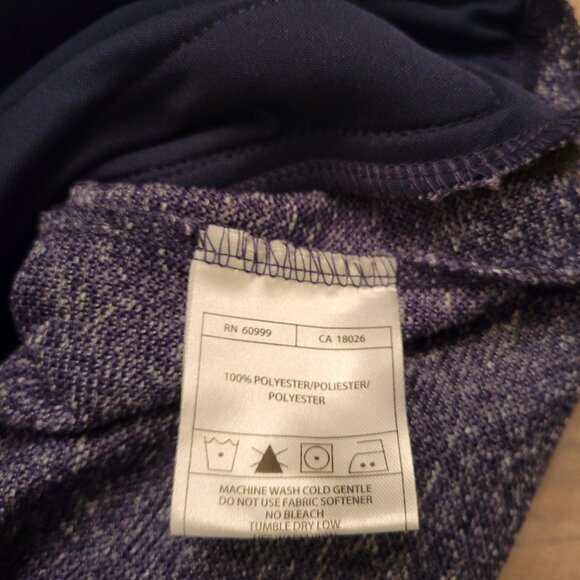 RN 60999
CA 18026
100% POLYESTER/POLIESTER/
POLYESTER
MACHINE WASH COLD GENTLE
DO NOT USE FABRIC SOFTENER
NO BLEACH
TUMBLE DRY LOW